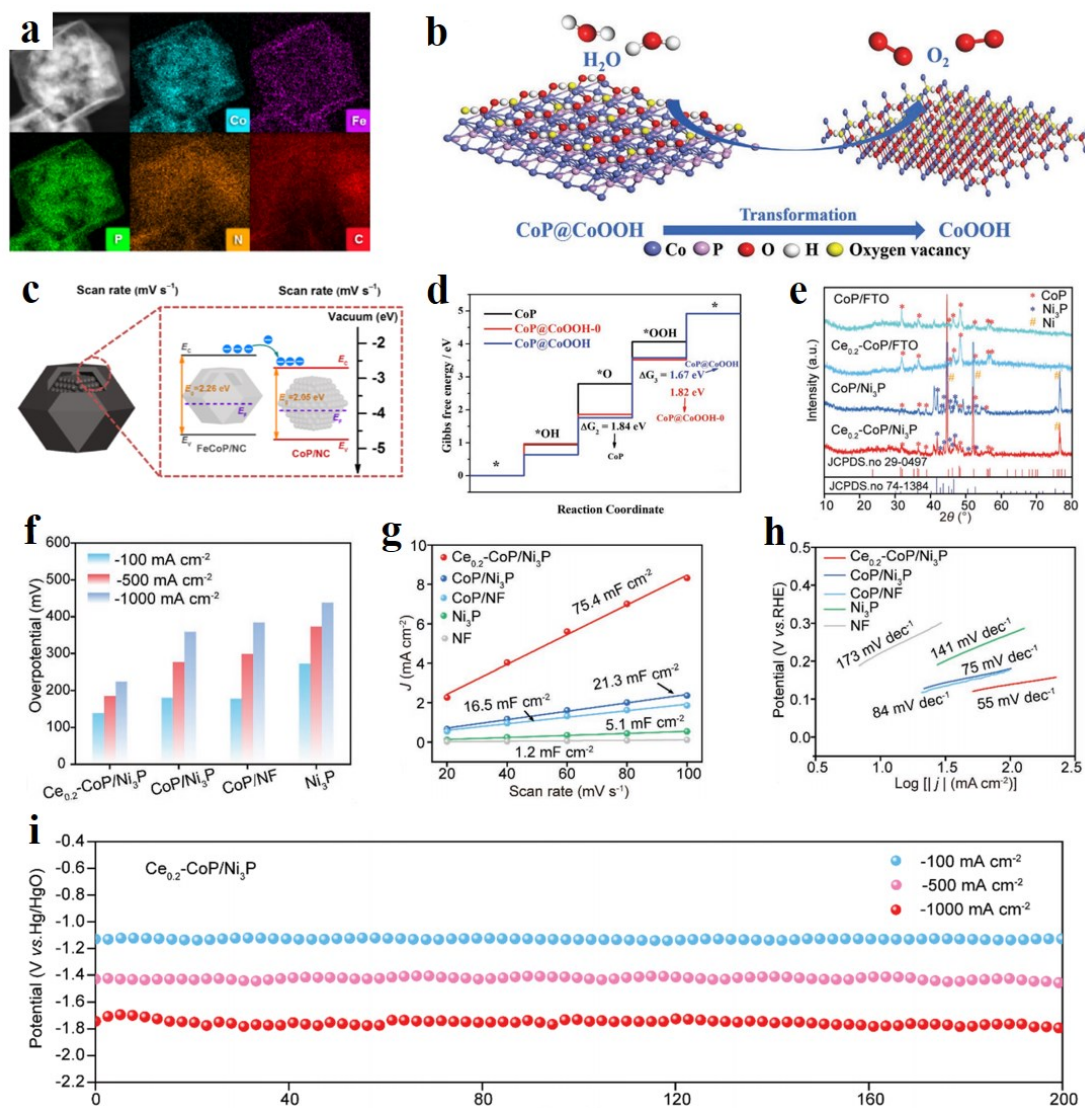 a
Co
Fe
P
N
C
b
H₂O
O₂
Transformation
CoP@CoOOH
CoOOH
Co P O H Oxygen vacancy
c
Scan rate (mV s⁻¹)
Scan rate (mV s⁻¹)
Vacuum (eV)
-2
-3
-4
-5
FeCoP/NC
CoP/NC
d
Gibbs free energy / eV
5
4
3
2
1
0
CoP
CoP@CoOOH-0
CoP@CoOOH
*
*OH
*O
*OOH
*
CoP@CoOOH
ΔG₃ = 1.67 eV
1.82 eV
CoP@CoOOH-0
ΔG₂ = 1.84 eV
CoP
Reaction Coordinate
e
Intensity (a.u.)
CoP/FTO
* CoP
* Ni₃P
# Ni
Ce₀.₂-CoP/FTO
CoP/Ni₃P
Ce₀.₂-CoP/Ni₃P
JCPDS.no 29-0497
JCPDS.no 74-1384
10 20 30 40 50 60 70 80
2θ (°)
f
Overpotential (mV)
600
500
400
300
200
100
0
-100 mA cm⁻²
-500 mA cm⁻²
-1000 mA cm⁻²
Ce₀.₂-CoP/Ni₃P
CoP/Ni₃P
CoP/NF
Ni₃P
g
J (mA cm⁻²)
10
8
6
4
2
0
Ce₀.₂-CoP/Ni₃P
CoP/Ni₃P
CoP/NF
Ni₃P
NF
75.4 mF cm⁻²
21.3 mF cm⁻²
16.5 mF cm⁻²
5.1 mF cm⁻²
1.2 mF cm⁻²
20 40 60 80 100
Scan rate (mV s⁻¹)
h
Potential (V vs.RHE)
0.5
0.4
0.3
0.2
0.1
0.0
Ce₀.₂-CoP/Ni₃P
CoP/Ni₃P
CoP/NF
Ni₃P
NF
173 mV dec⁻¹
141 mV dec⁻¹
75 mV dec⁻¹
84 mV dec⁻¹
55 mV dec⁻¹
0.5 1.0 1.5 2.0 2.5
Log [| j | (mA cm⁻²)]
i
Potential (V vs.Hg/HgO)
-0.4
-0.6
-0.8
-1.0
-1.2
-1.4
-1.6
-1.8
-2.0
-2.2
Ce₀.₂-CoP/Ni₃P
-100 mA cm⁻²
-500 mA cm⁻²
-1000 mA cm⁻²
0 40 80 120 160 200